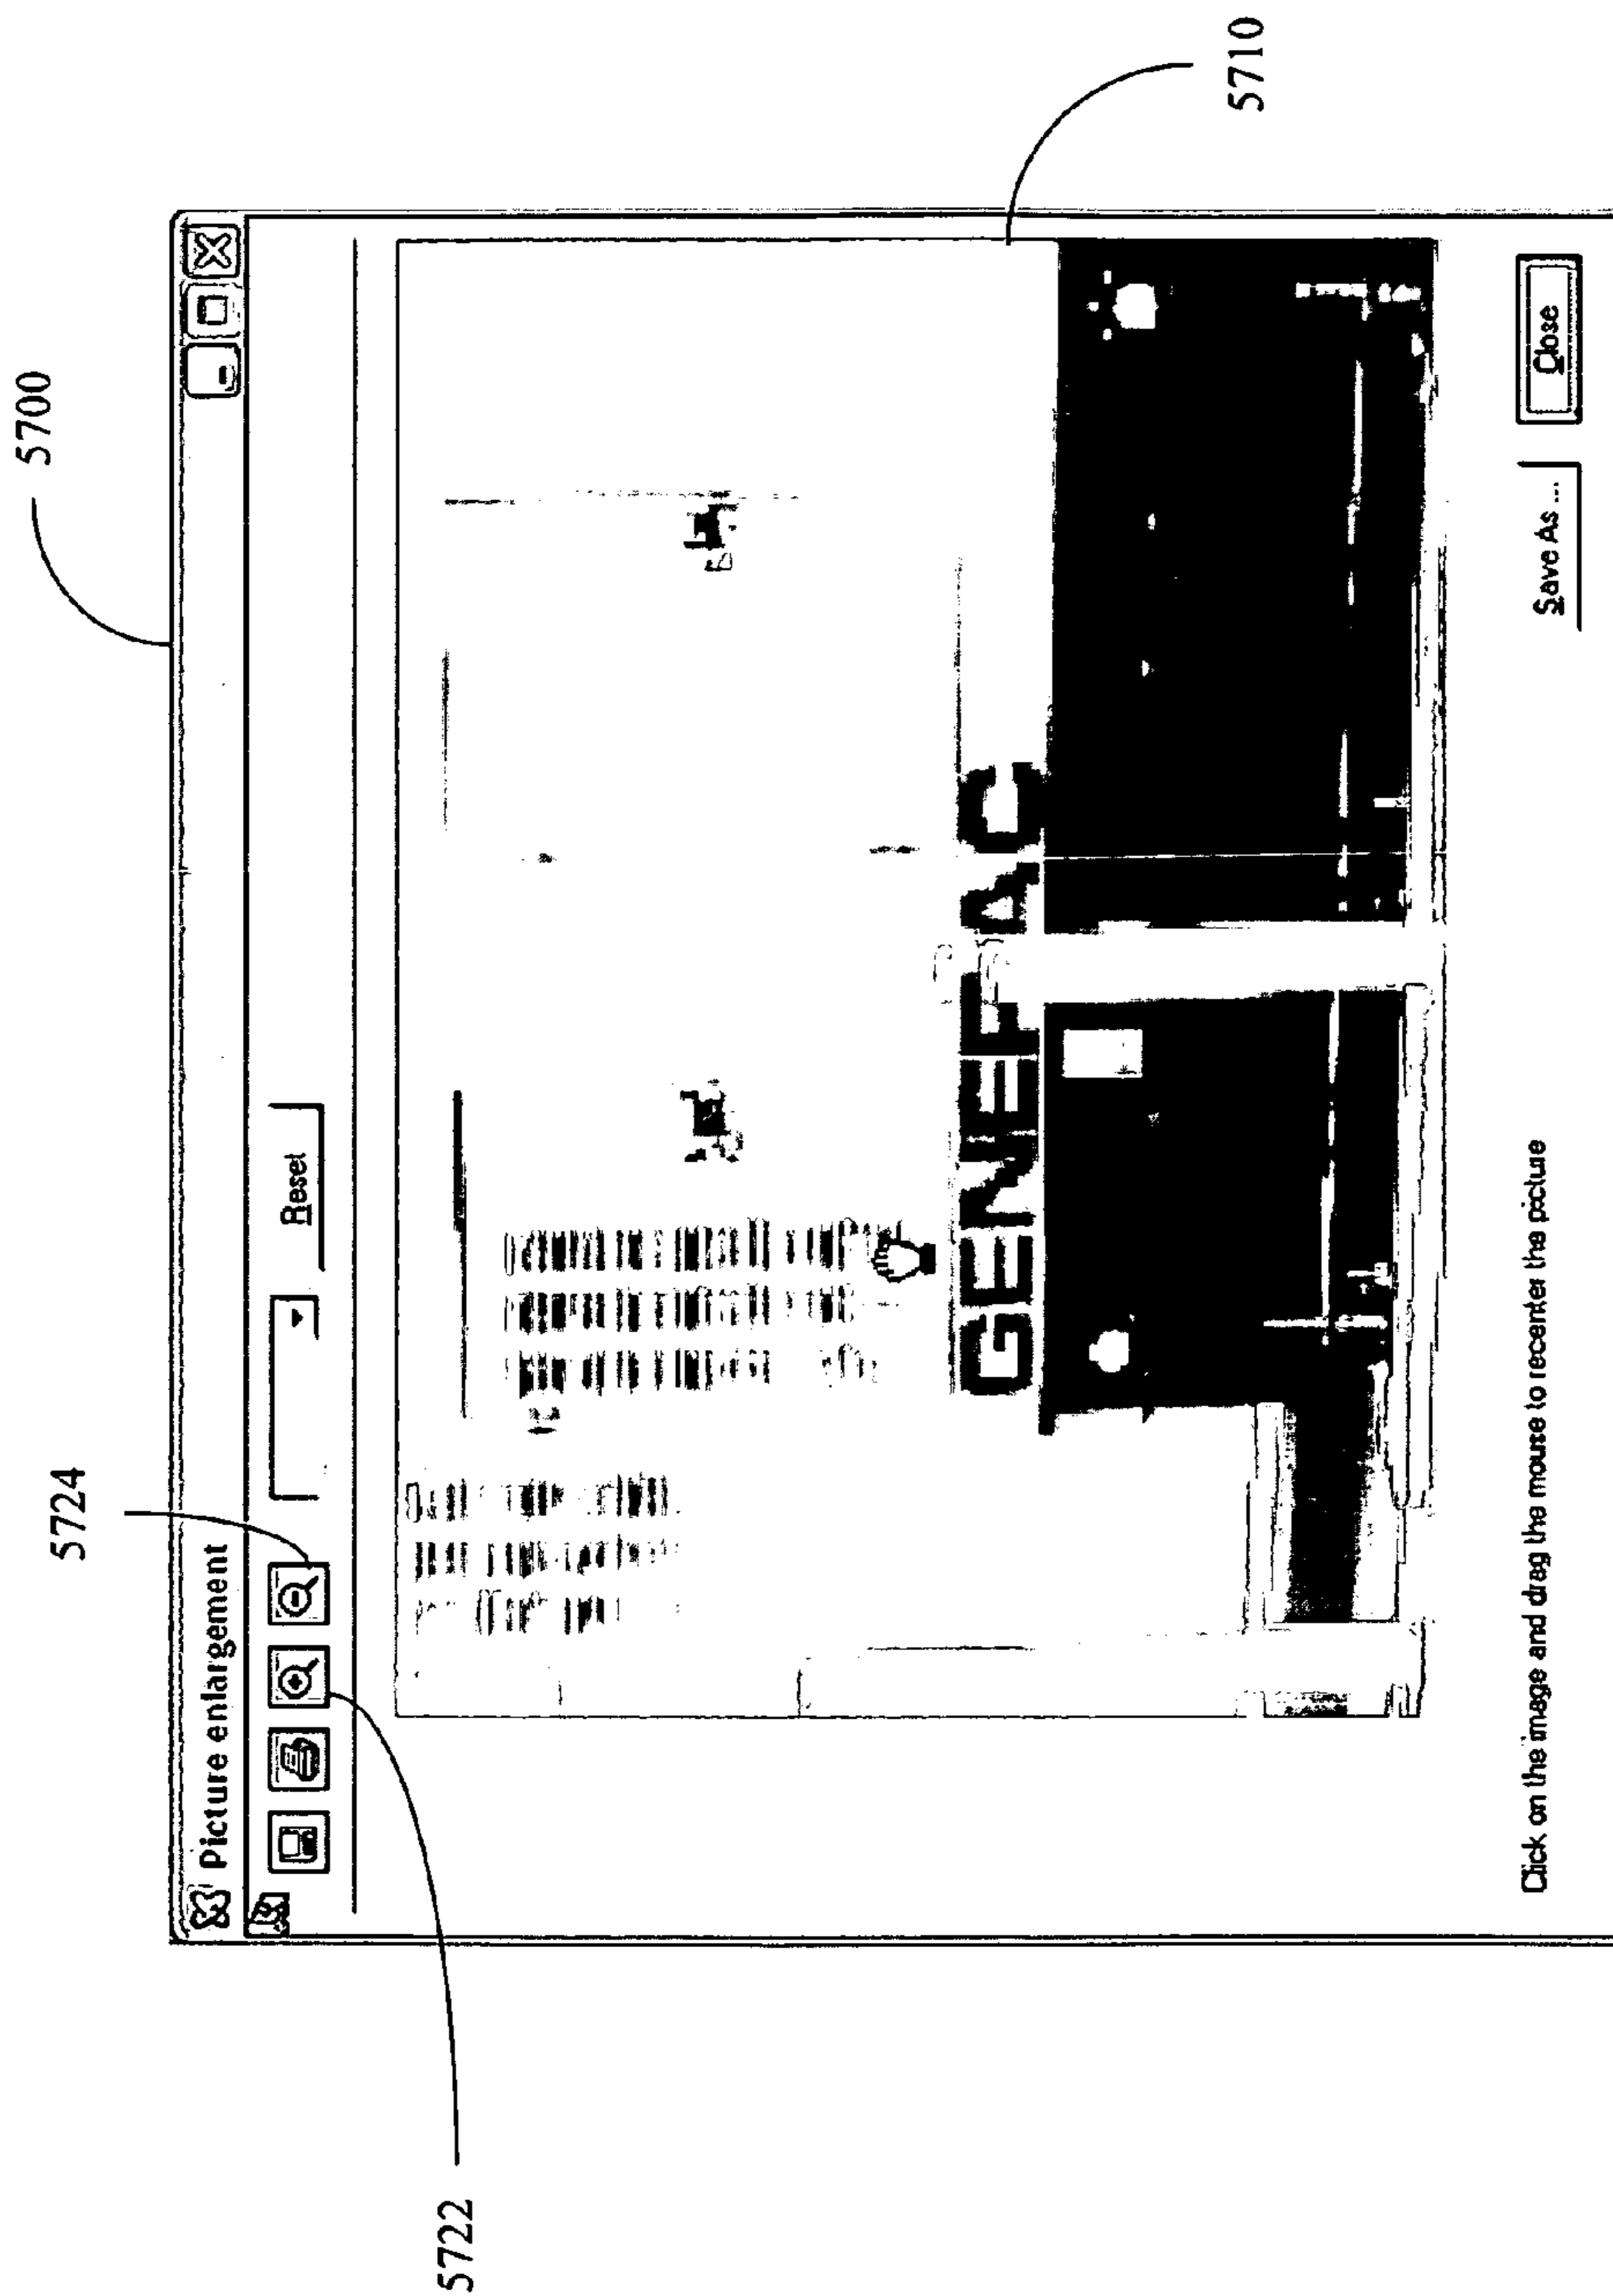 5700
5724
5722
Picture enlargement
Reset
GENERAC
5710
Click on the image and drag the mouse to recenter the picture
Save As ...
Close